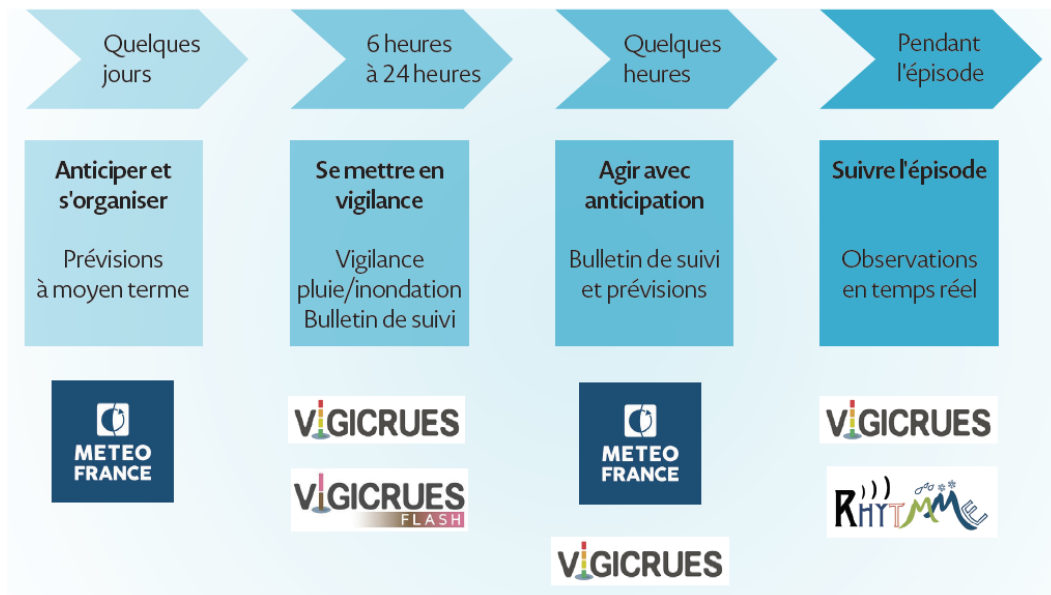 Quelques
jours
6 heures
à 24 heures
Quelques
heures
Pendant
l'épisode
Anticiper et
s'organiser
Prévisions
à moyen terme
Se mettre en
vigilance
Vigilance
pluie/inondation
Bulletin de suivi
Agir avec
anticipation
Bulletin de suivi
et prévisions
Suivre l'épisode
Observations
en temps réel
METEO
FRANCE
VIGICRUES
VIGICRUES
FLASH
METEO
FRANCE
VIGICRUES
VIGICRUES
RHYTMME